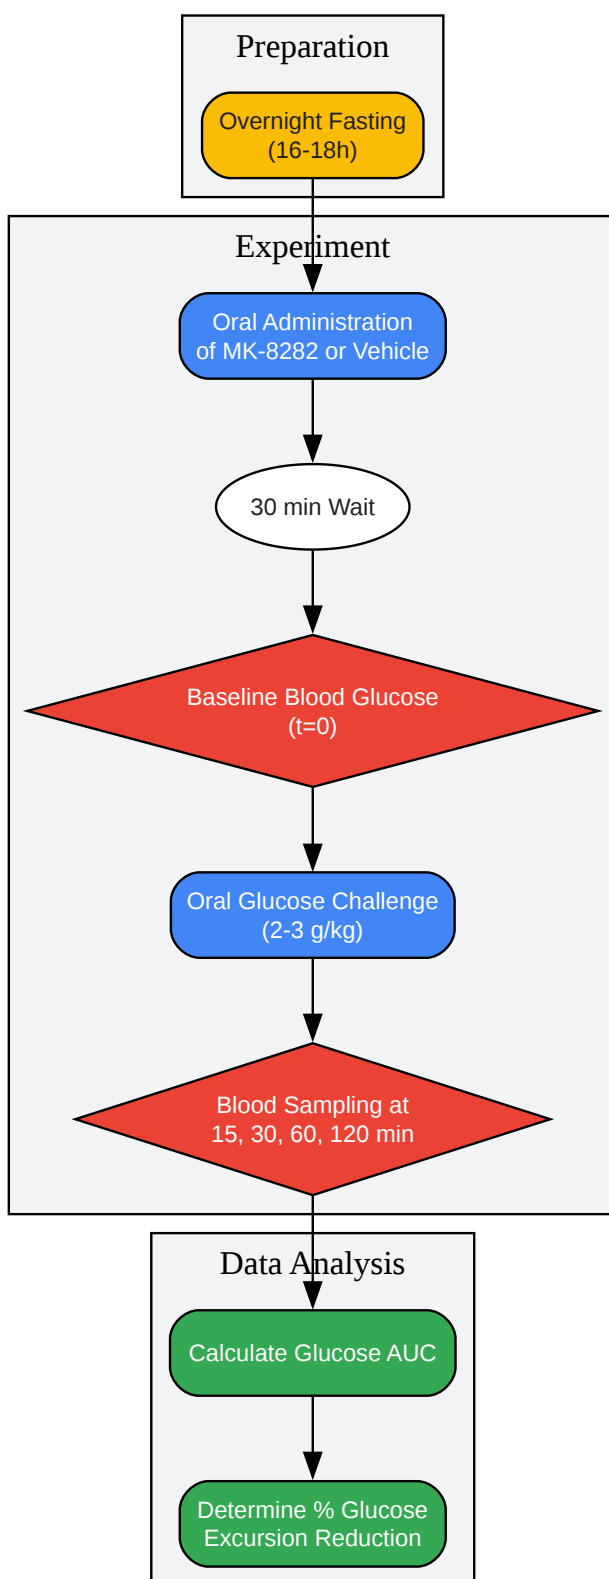 Preparation
Overnight Fasting
(16-18h)
Experiment
Oral Administration
of MK-8282 or Vehicle
30 min Wait
Baseline Blood Glucose
(t=0)
Oral Glucose Challenge
(2-3 g/kg)
Blood Sampling at
15, 30, 60, 120 min
Data Analysis
Calculate Glucose AUC
Determine % Glucose
Excursion Reduction